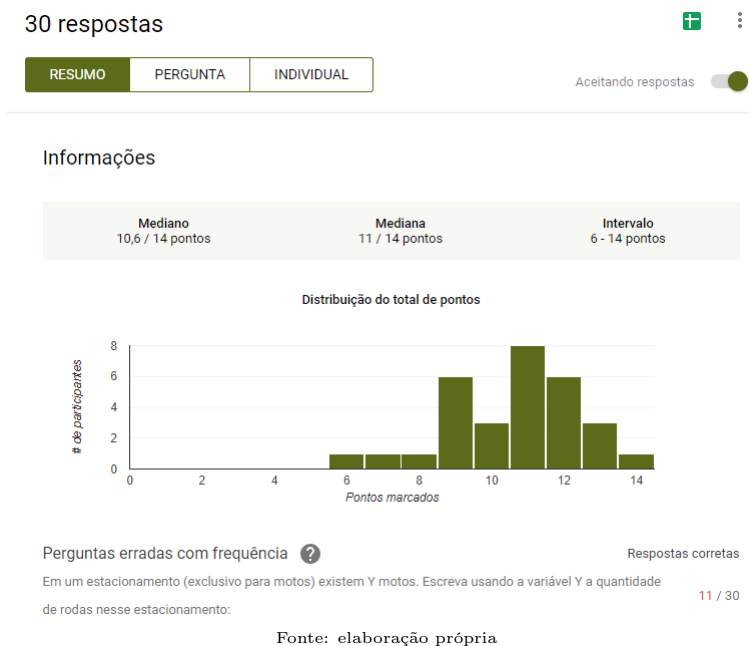 30 respostas
RESUMO PERGUNTA INDIVIDUAL
Aceitando respostas
Informações
Mediano Mediana Intervalo
10,6 / 14 pontos 11 / 14 pontos 6 - 14 pontos
Distribuição do total de pontos
# de participantes
8
6
4
2
0
0 2 4 6 8 10 12 14
Pontos marcados
Perguntas erradas com frequência ? Respostas corretas
Em um estacionamento (exclusivo para motos) existem Y motos. Escreva usando a variável Y a quantidade
de rodas nesse estacionamento:
11 / 30
Fonte: elaboração própria